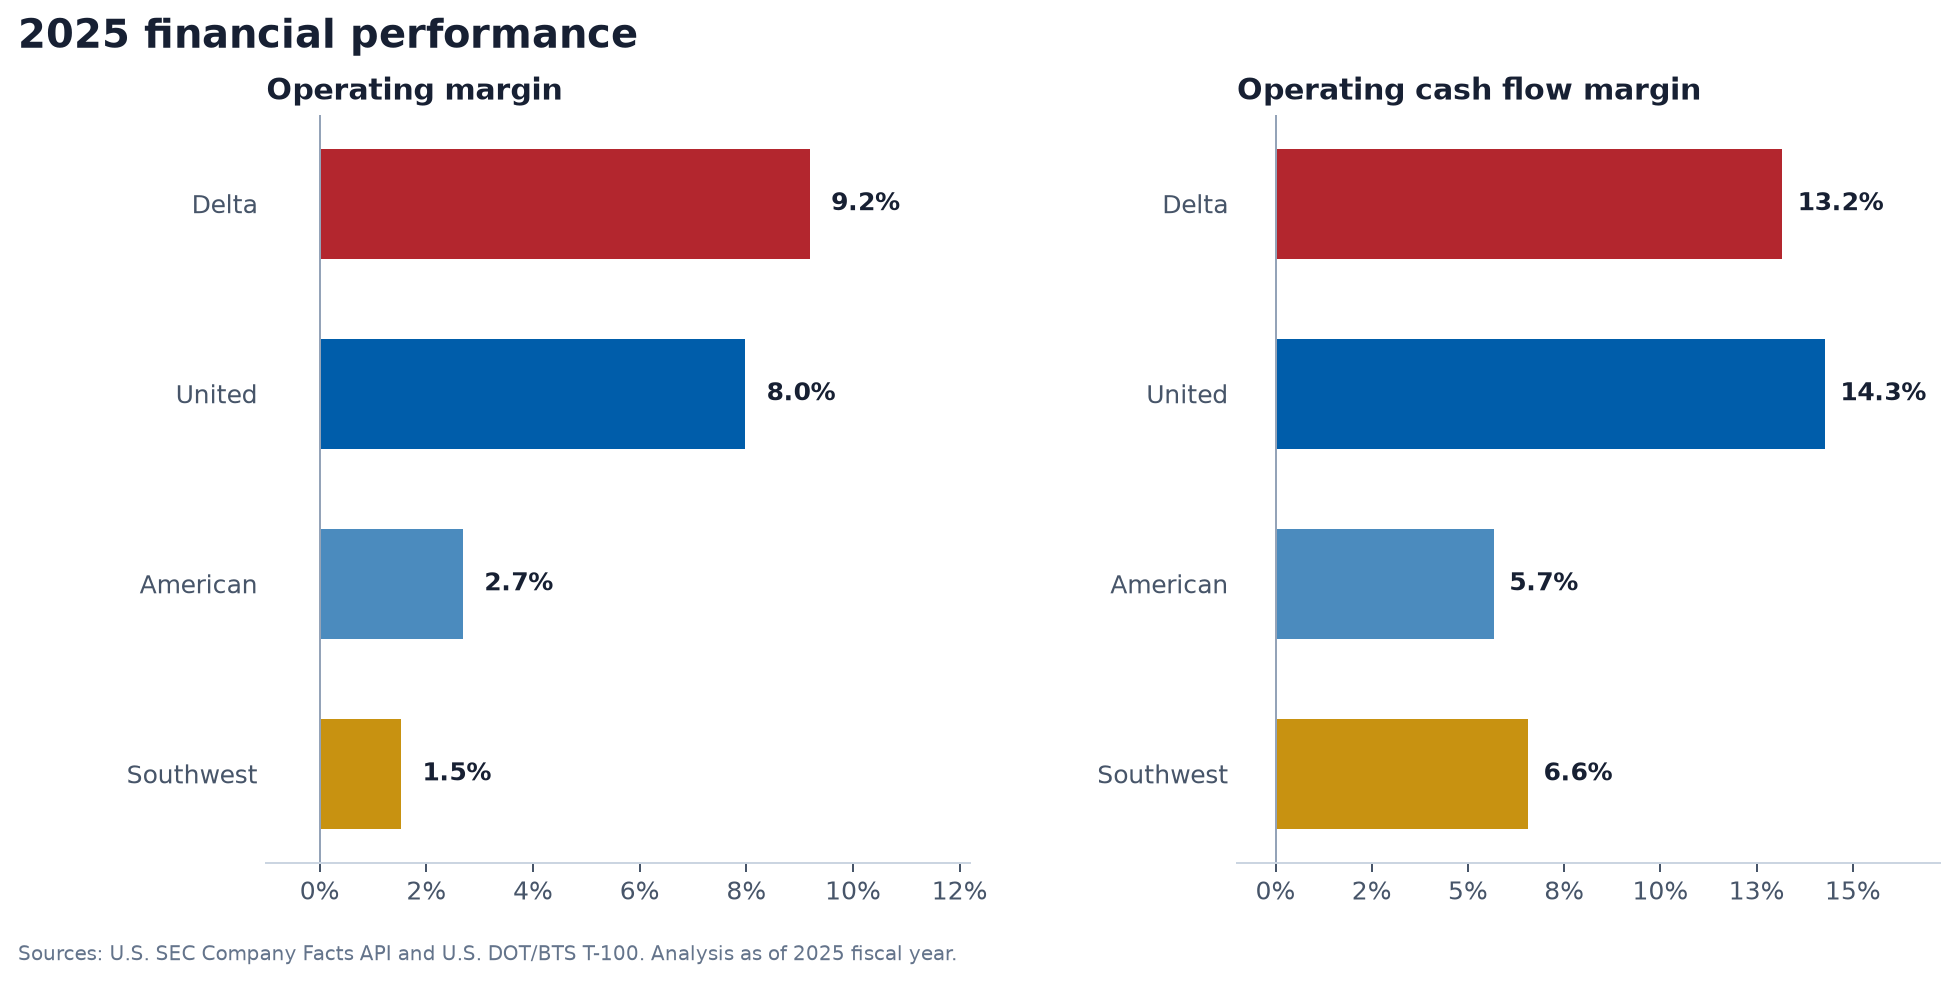 2025 financial performance
Operating margin
Delta
9.2%
United
8.0%
American
2.7%
Southwest
1.5%
0% 2% 4% 6% 8% 10% 12%
Operating cash flow margin
Delta
13.2%
United
14.3%
American
5.7%
Southwest
6.6%
0% 2% 5% 8% 10% 13% 15%
Sources: U.S. SEC Company Facts API and U.S. DOT/BTS T-100. Analysis as of 2025 fiscal year.